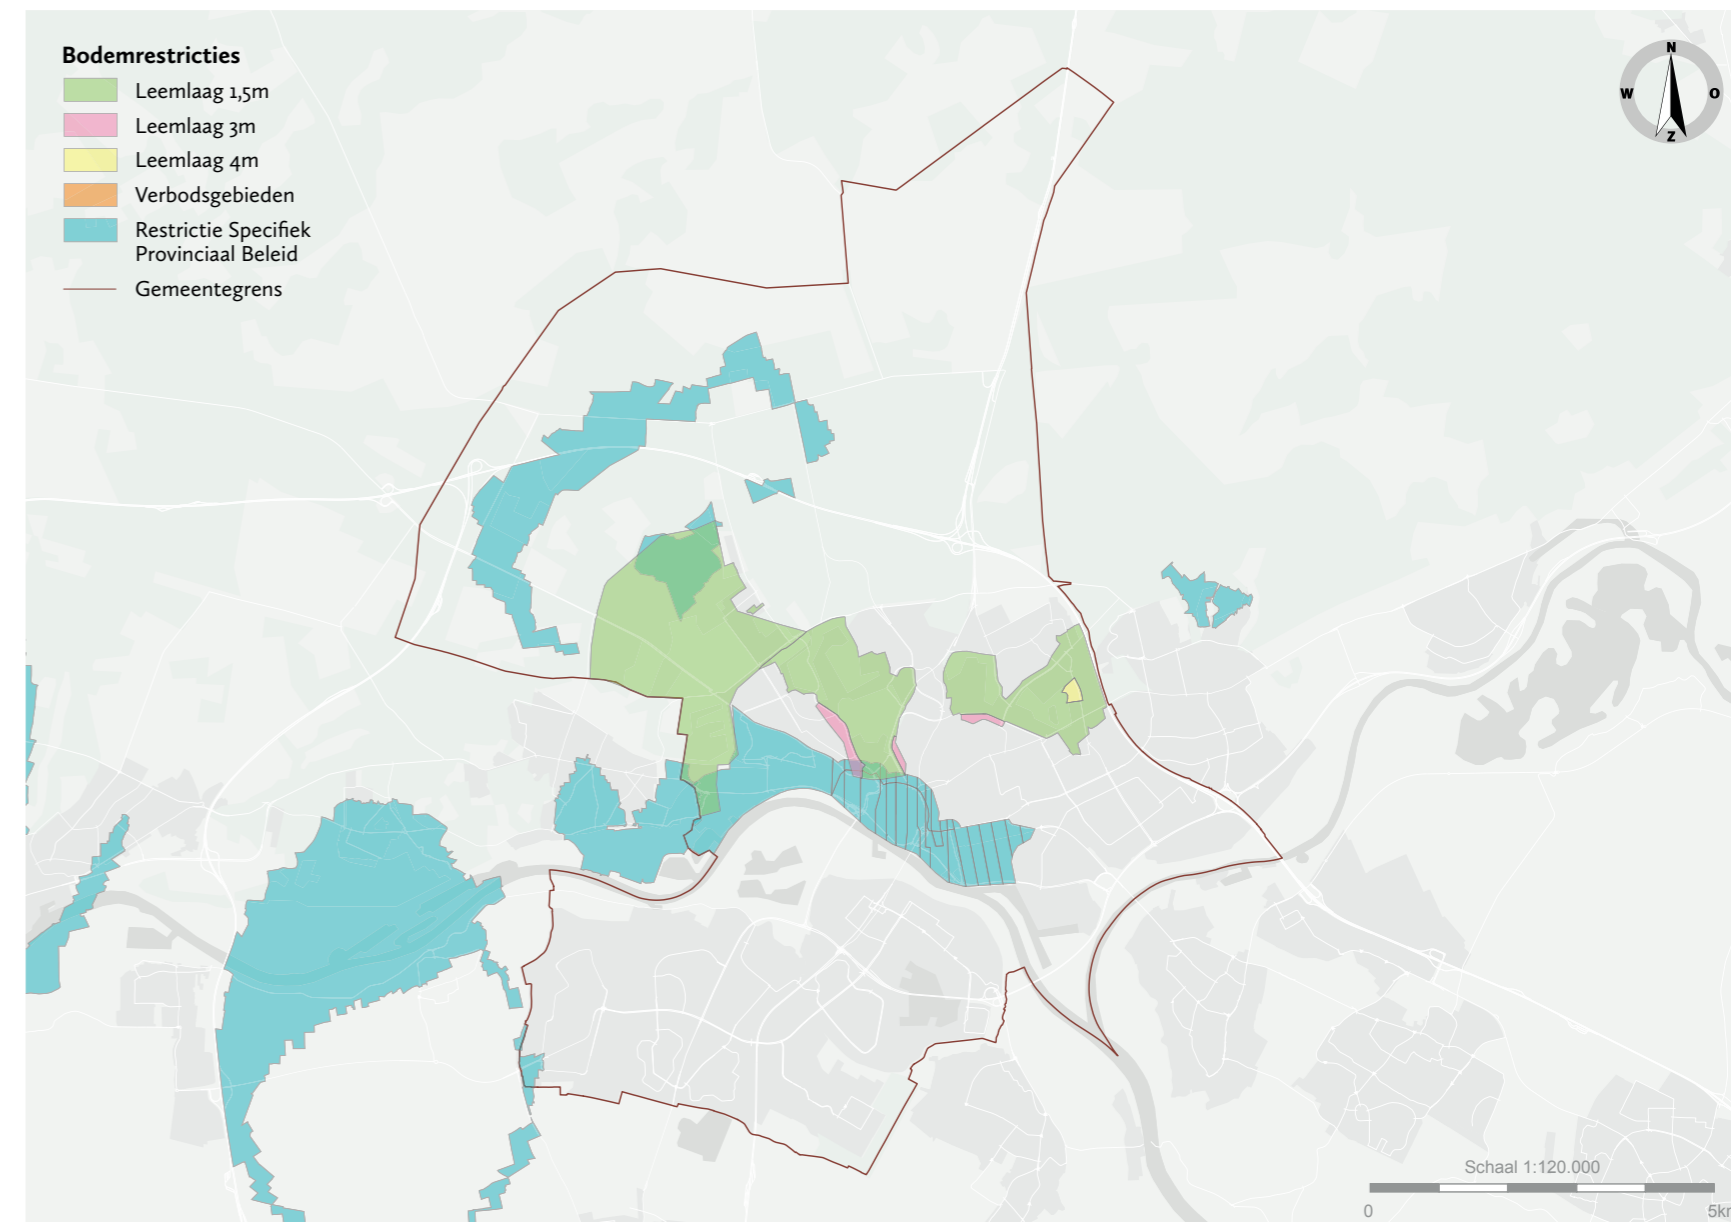 Bodemrestricties
Leemlaag 1,5m
Leemlaag 3m
Leemlaag 4m
Verbodsgebieden
Restrictie Specifiek
Provinciaal Beleid
Gemeentegrens
N
W O
Z
Schaal 1:120.000
0 5km